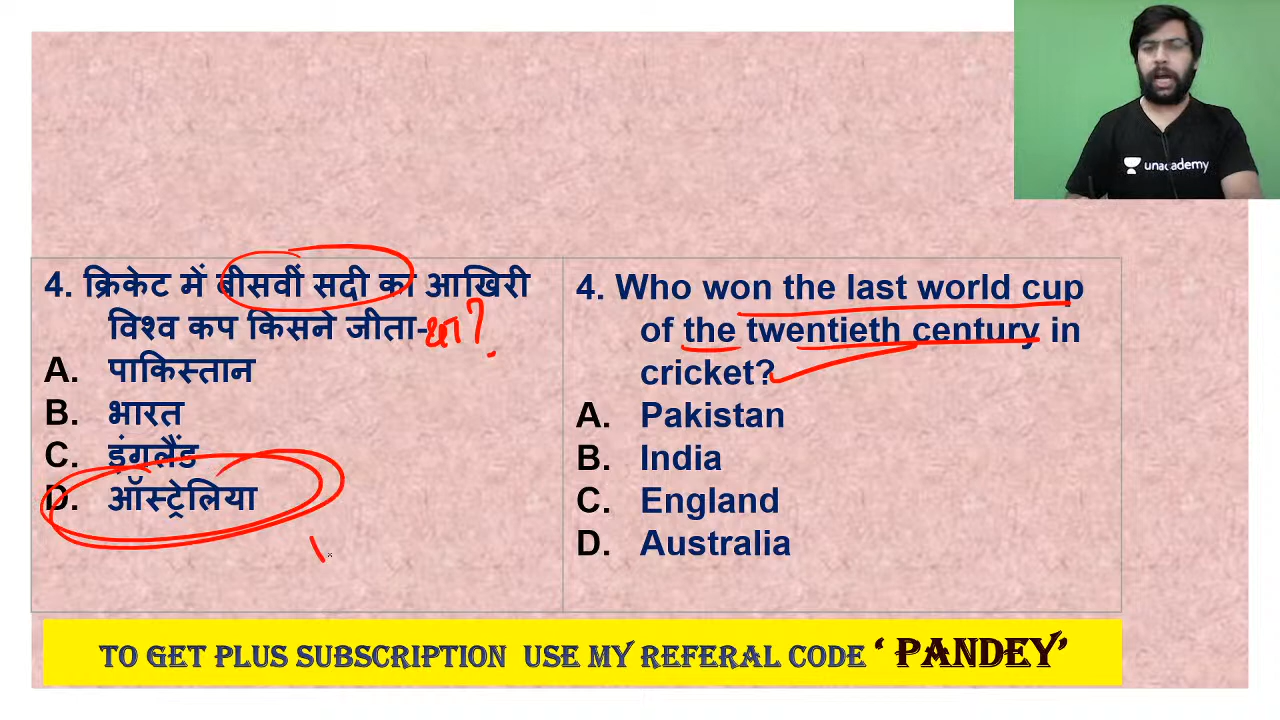 unacademy
4. क्रिकेट में बीसवीं सदी का आखिरी
विश्व कप किसने जीता- था?
A. पाकिस्तान
B. भारत
C. इंगलैंड
D. ऑस्ट्रेलिया
4. Who won the last world cup
of the twentieth century in
cricket?
A. Pakistan
B. India
C. England
D. Australia
TO GET PLUS SUBSCRIPTION USE MY REFERAL CODE ‘ PANDEY’